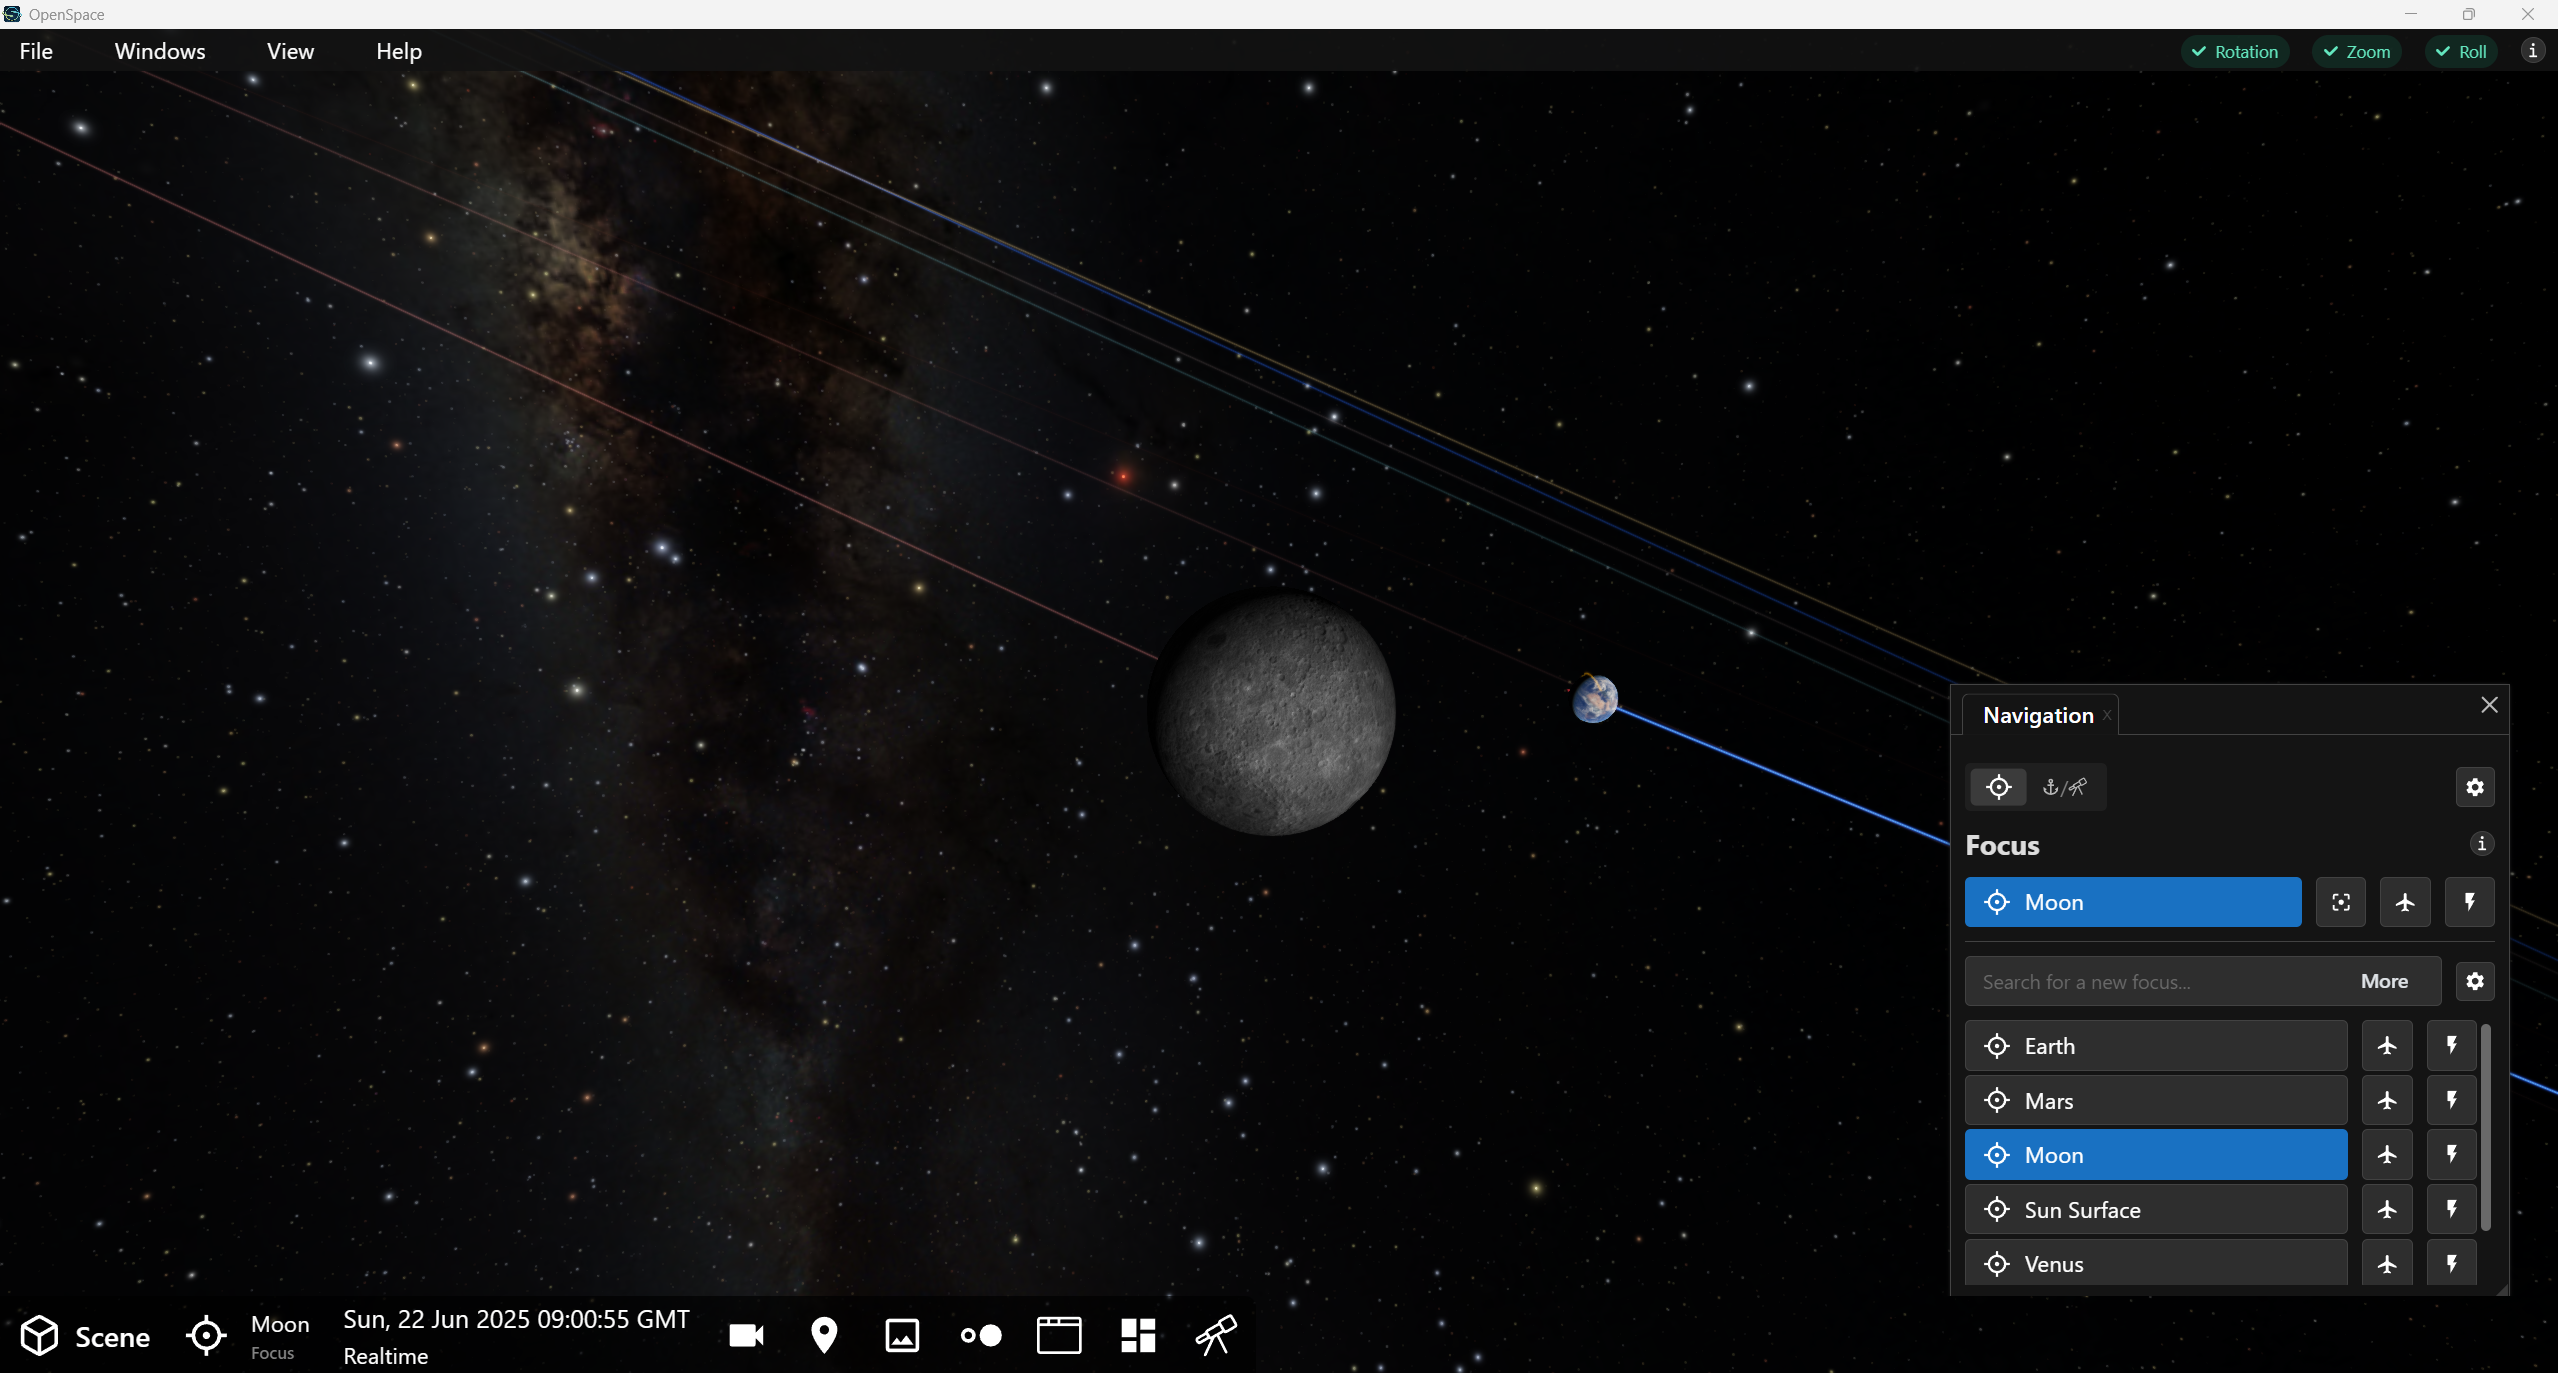 OpenSpace
File Windows View Help Rotation Zoom Roll
Navigation
Focus
Moon
Search for a new focus... More
Earth
Mars
Moon
Sun Surface
Venus
Scene
Moon
Focus
Sun, 22 Jun 2025 09:00:55 GMT
Realtime